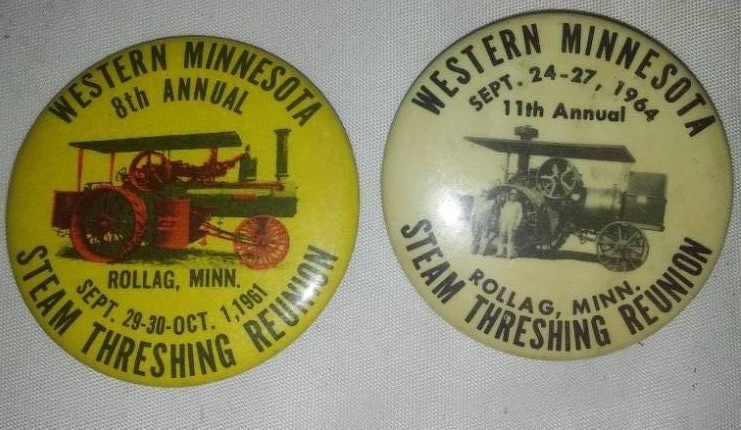 WESTERN MINNESOTA
8th ANNUAL
ROLLAG, MINN.
SEPT. 29-30-OCT. 1, 1961
STEAM THRESHING REUNION
WESTERN MINNESOTA
SEPT. 24-27, 1964
11th Annual
ROLLAG, MINN.
STEAM THRESHING REUNION